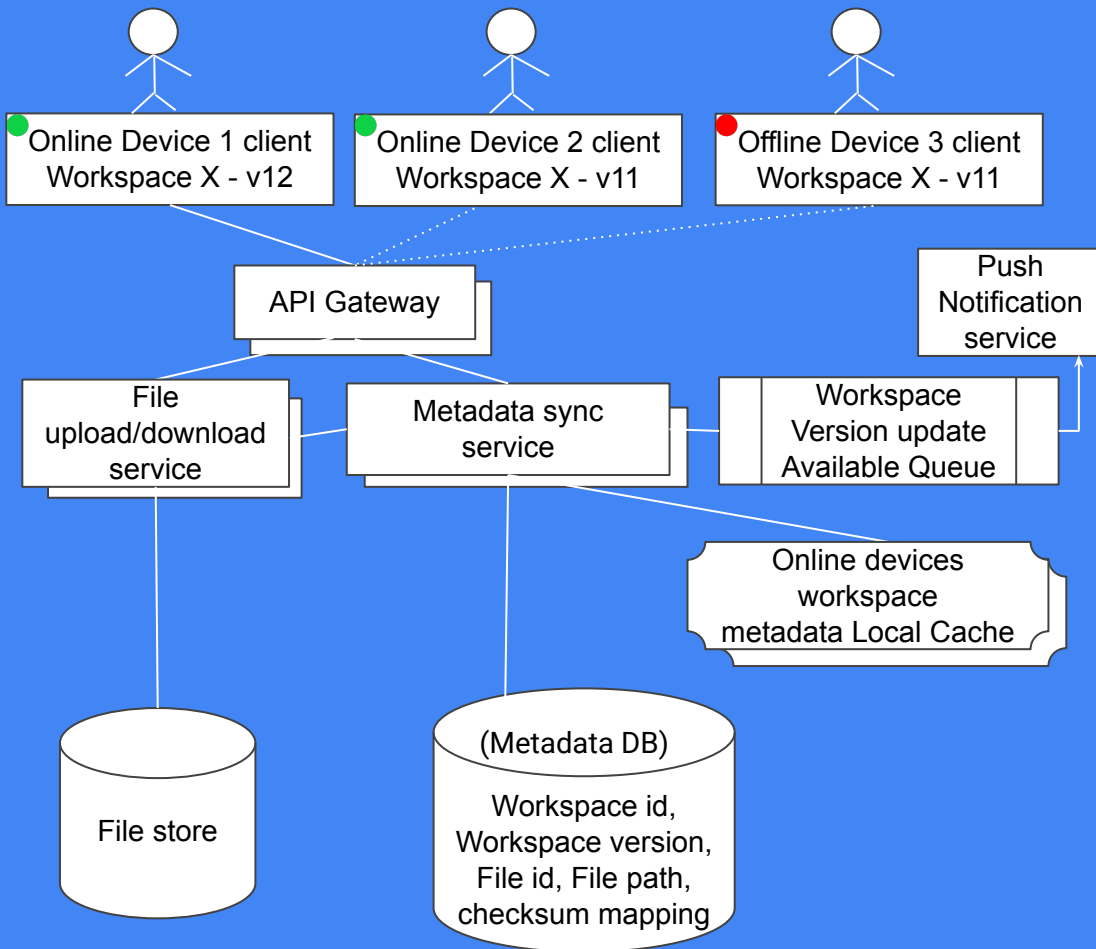 Online Device 1 client
Workspace X - v12
Online Device 2 client
Workspace X - v11
Offline Device 3 client
Workspace X - v11
API Gateway
Push
Notification
service
File
upload/download
service
Metadata sync
service
Workspace
Version update
Available Queue
Online devices
workspace
metadata Local Cache
File store
(Metadata DB)
Workspace id,
Workspace version,
File id, File path,
checksum mapping